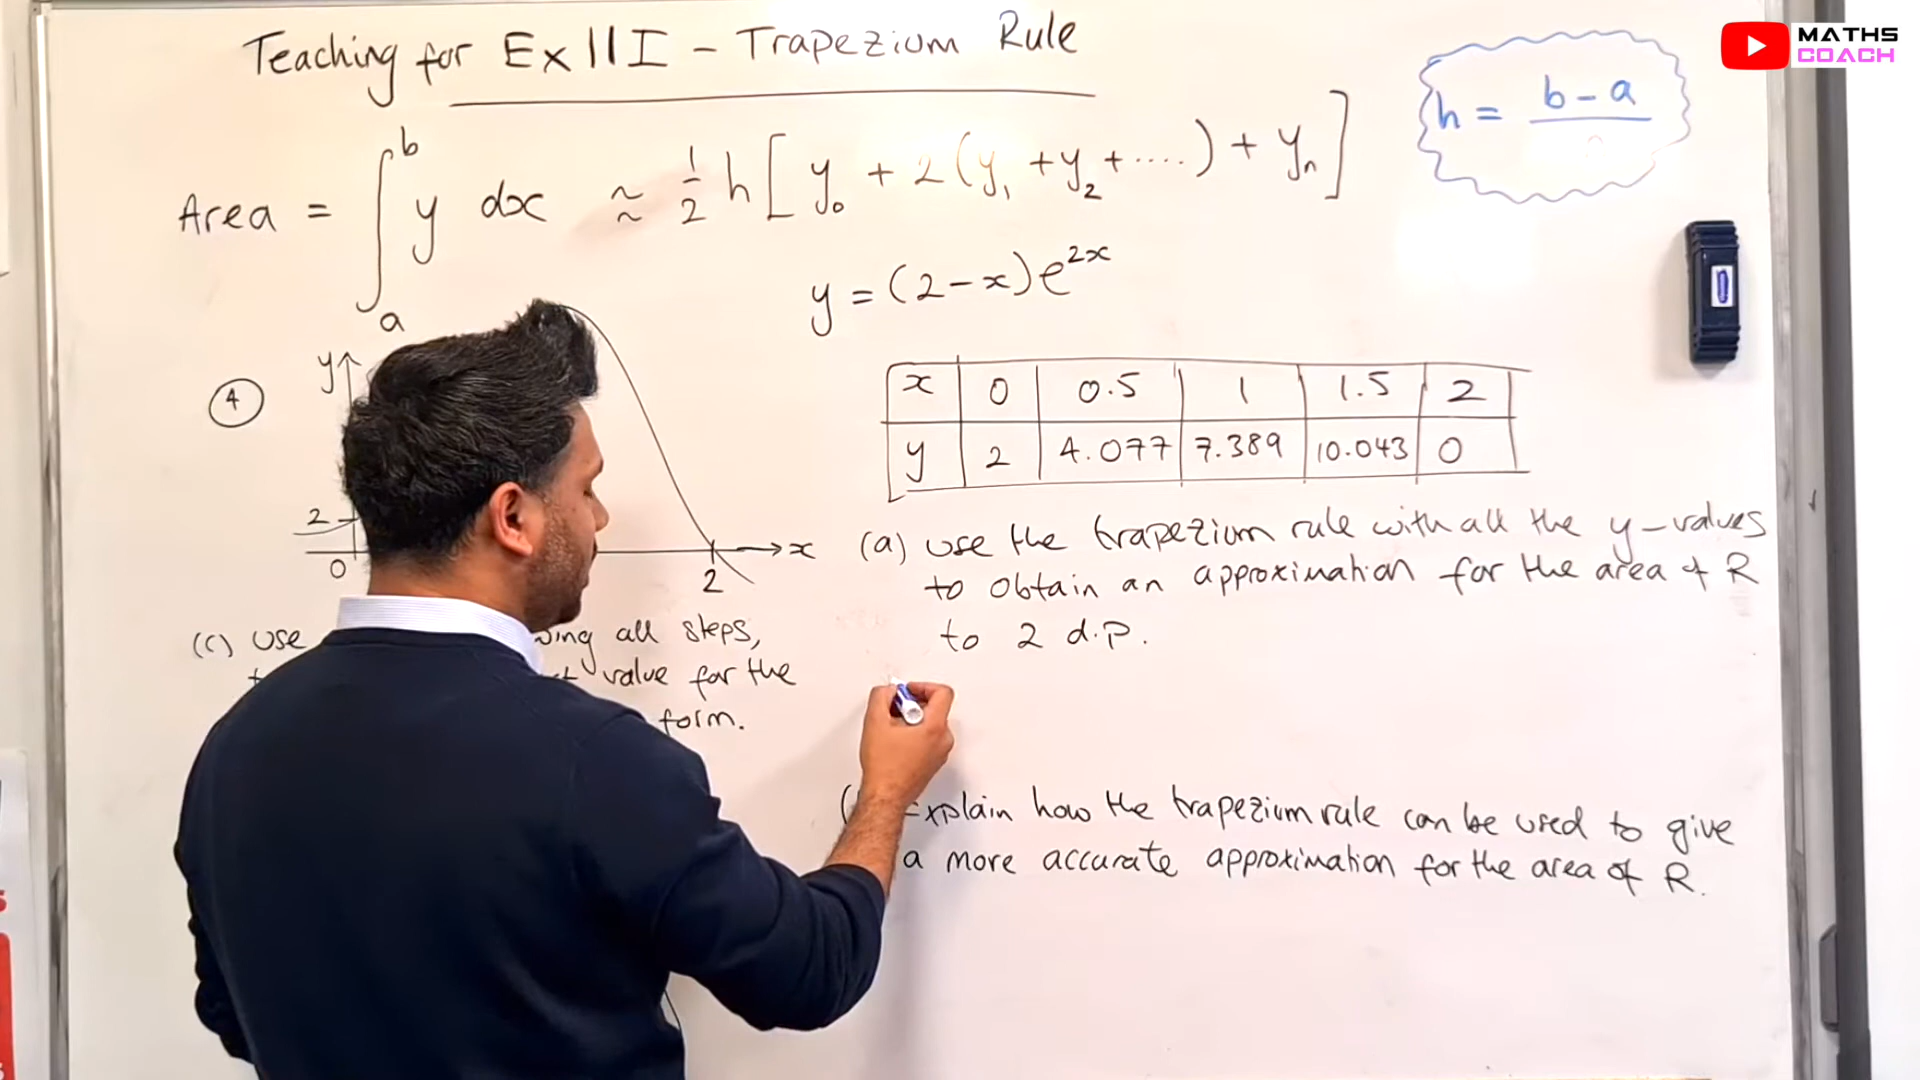 Teaching for Ex 11I - Trapezium Rule
MATHS
COACH
h = b - a
Area = ∫ₐᵇ y dx ≈ 1/2 h [y₀ + 2(y₁ + y₂ + ....) + yₙ]
y = (2-x)e^2x
4
y
2
0
2
x
x 0 0.5 1 1.5 2
y 2 4.077 7.389 10.043 0
(a) use the trapezium rule with all the y-values
to obtain an approximation for the area of R
to 2 d.p.
(c) use all steps,
value for the
form.
explain how the trapezium rule can be used to give
a more accurate approximation for the area of R.